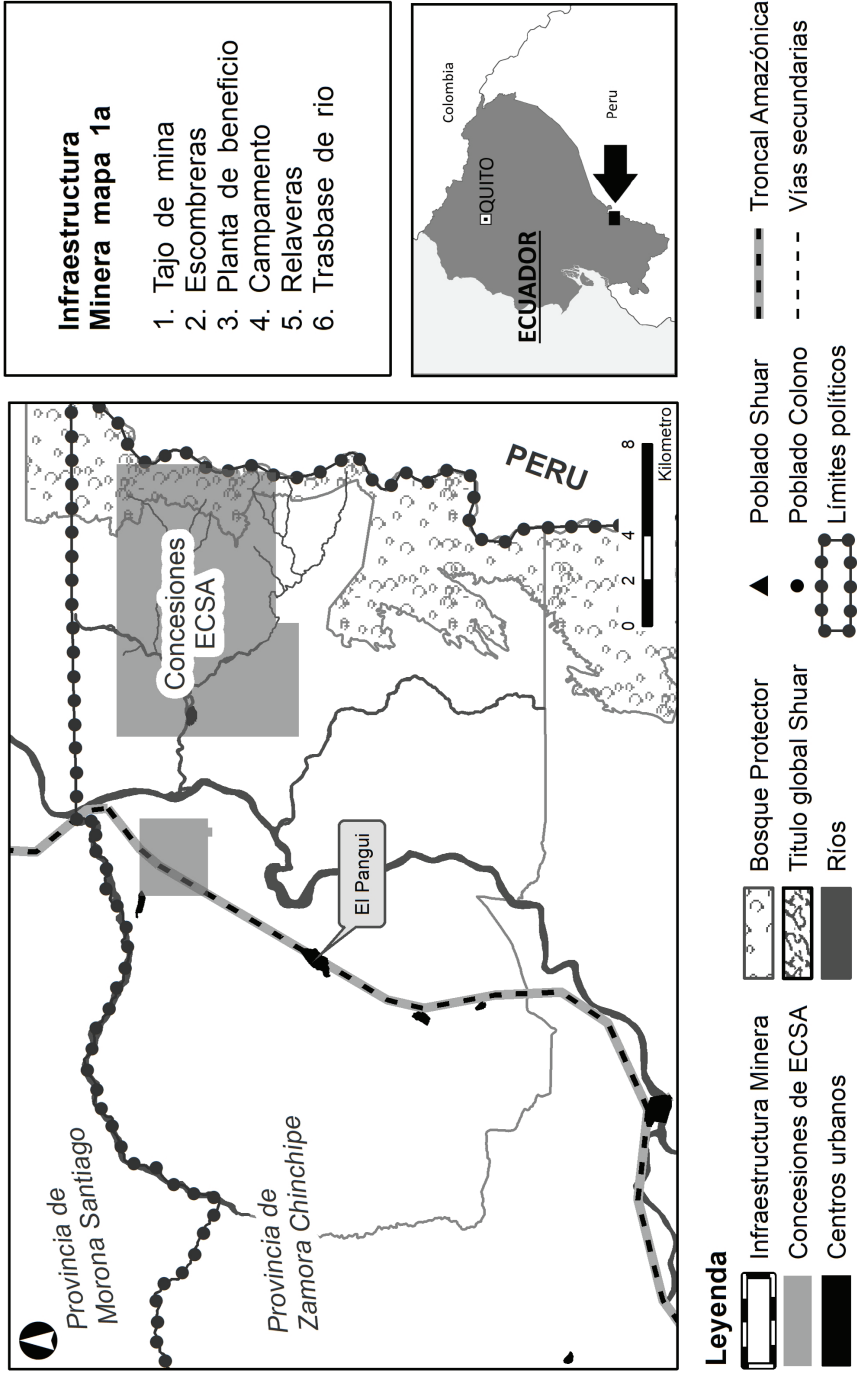 Provincia de
Morona Santiago
Provincia de
Zamora Chinchipe
El Pangui
Concesiones
ECSA
PERU
0 2 4 8
Kilometro
Infraestructura
Minera mapa 1a
1. Tajo de mina
2. Escombreras
3. Planta de beneficio
4. Campamento
5. Relaveras
6. Trasbase de rio
Colombia
QUITO
ECUADOR
Peru
Leyenda
Infraestructura Minera
Concesiones de ECSA
Centros urbanos
Bosque Protector
Titulo global Shuar
Ríos
Poblado Shuar
Poblado Colono
Límites políticos
Troncal Amazónica
Vías secundarias